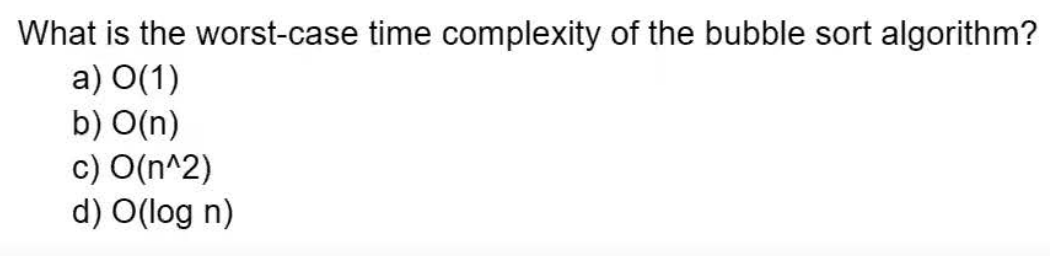 What is the worst-case time complexity of the bubble sort algorithm?
a) O(1)
b) O(n)
c) O(n^2)
d) O(log n)